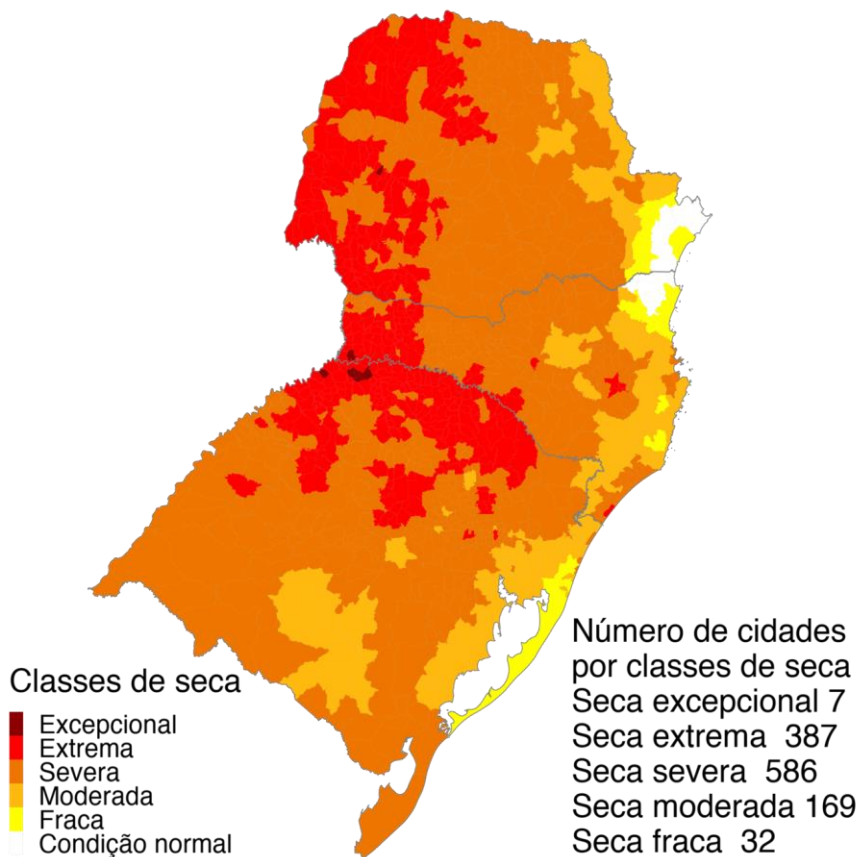 Classes de seca
Excepcional
Extrema
Severa
Moderada
Fraca
Condição normal
Número de cidades
por classes de seca
Seca excepcional 7
Seca extrema 387
Seca severa 586
Seca moderada 169
Seca fraca 32